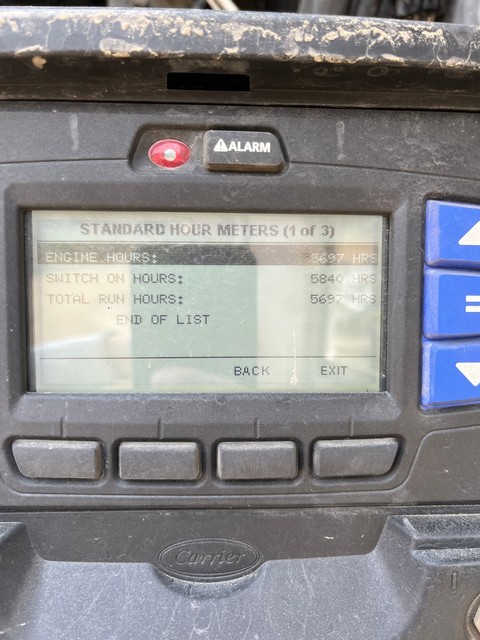 ⚠ALARM
STANDARD HOUR METERS (1 of 3)
ENGINE HOURS: 5697 HRS
SWITCH ON HOURS: 5840 HRS
TOTAL RUN HOURS: 5697 HRS
END OF LIST
BACK EXIT
=
Carrier